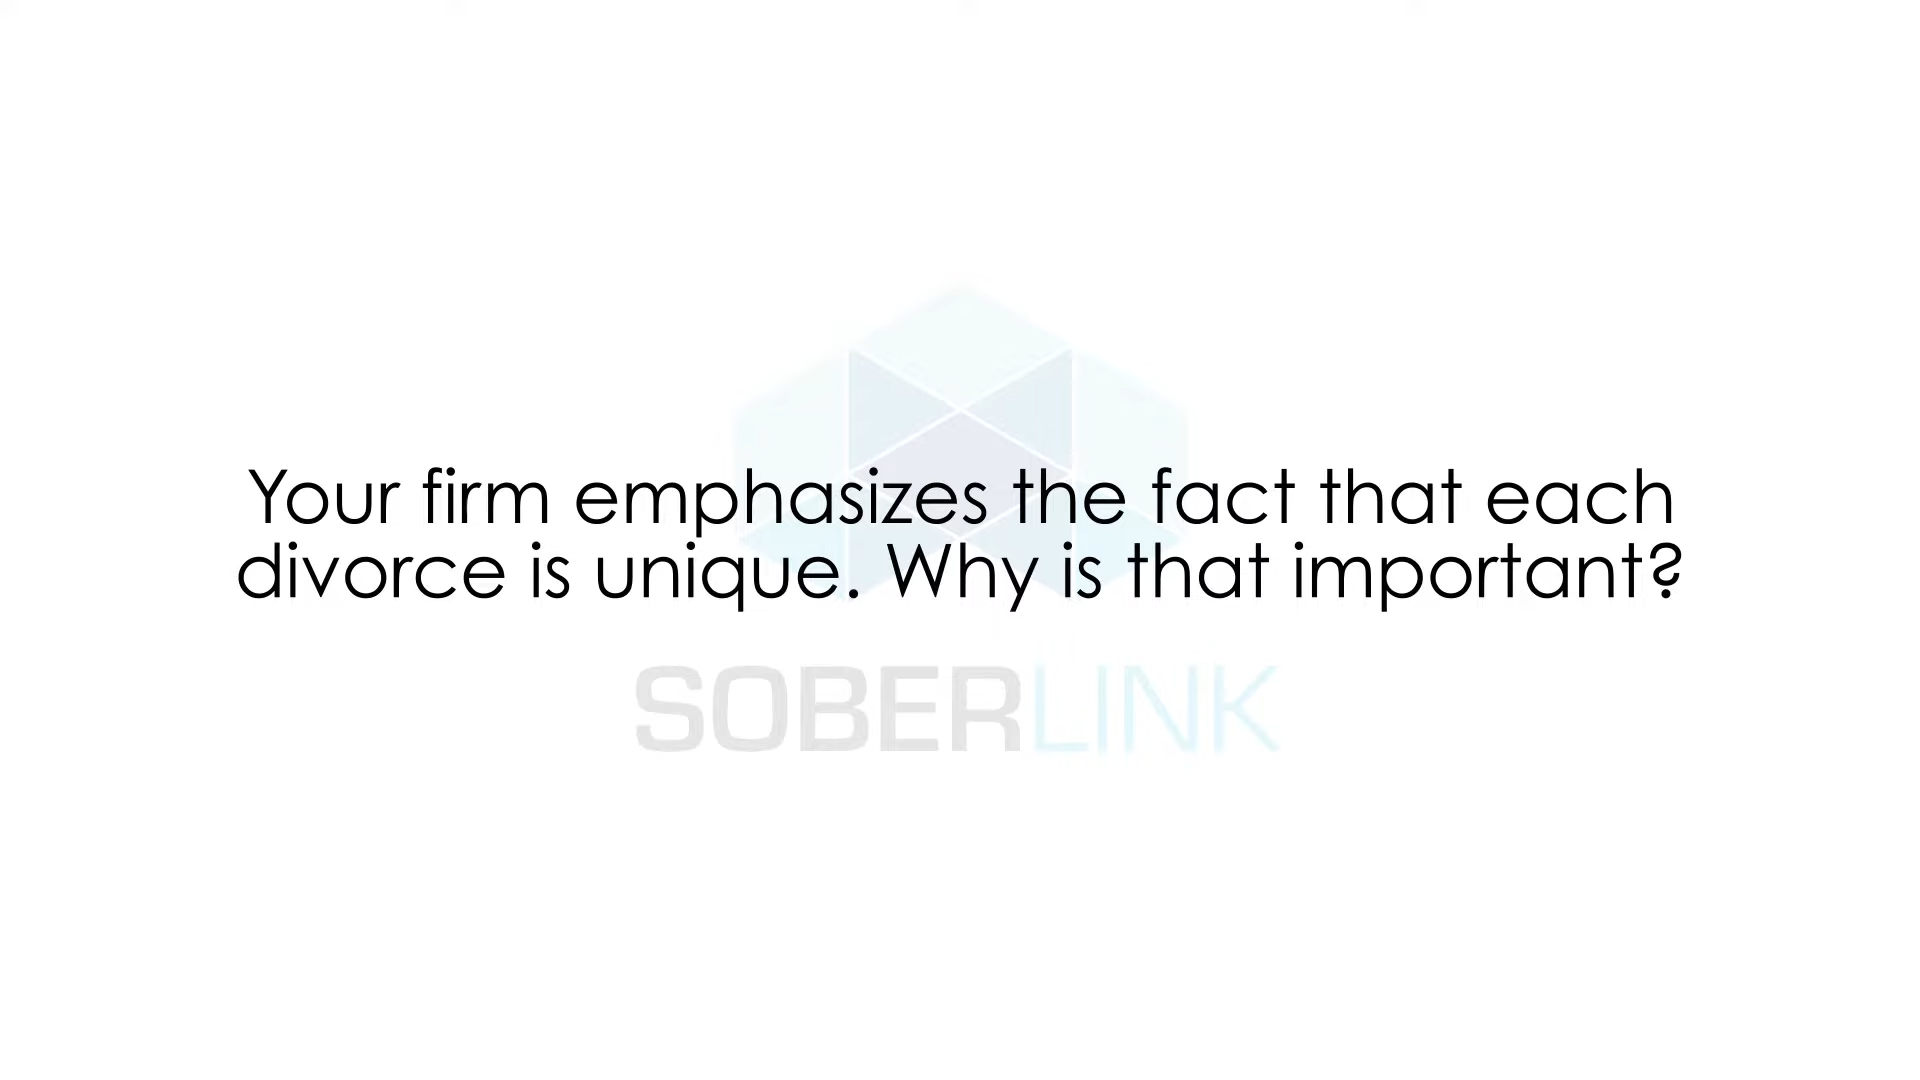 Your firm emphasizes the fact that each
divorce is unique. Why is that important?
SOBERLINK